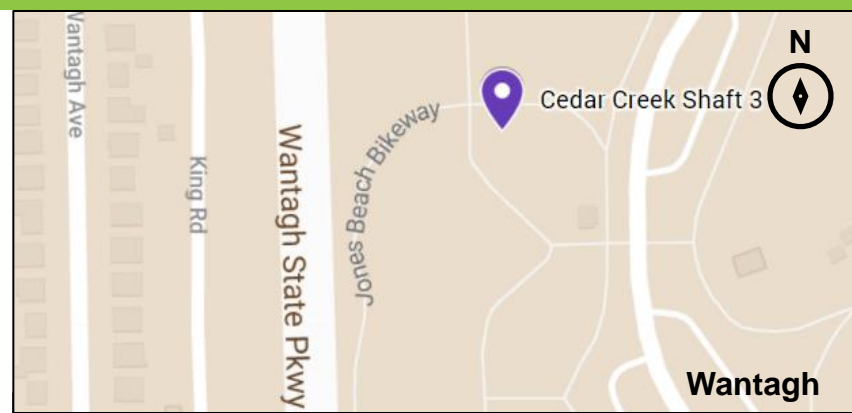 Wantagh Ave
King Rd
Wantagh State Pkwy
Jones Beach Bikeway
Cedar Creek Shaft 3
N
Wantagh